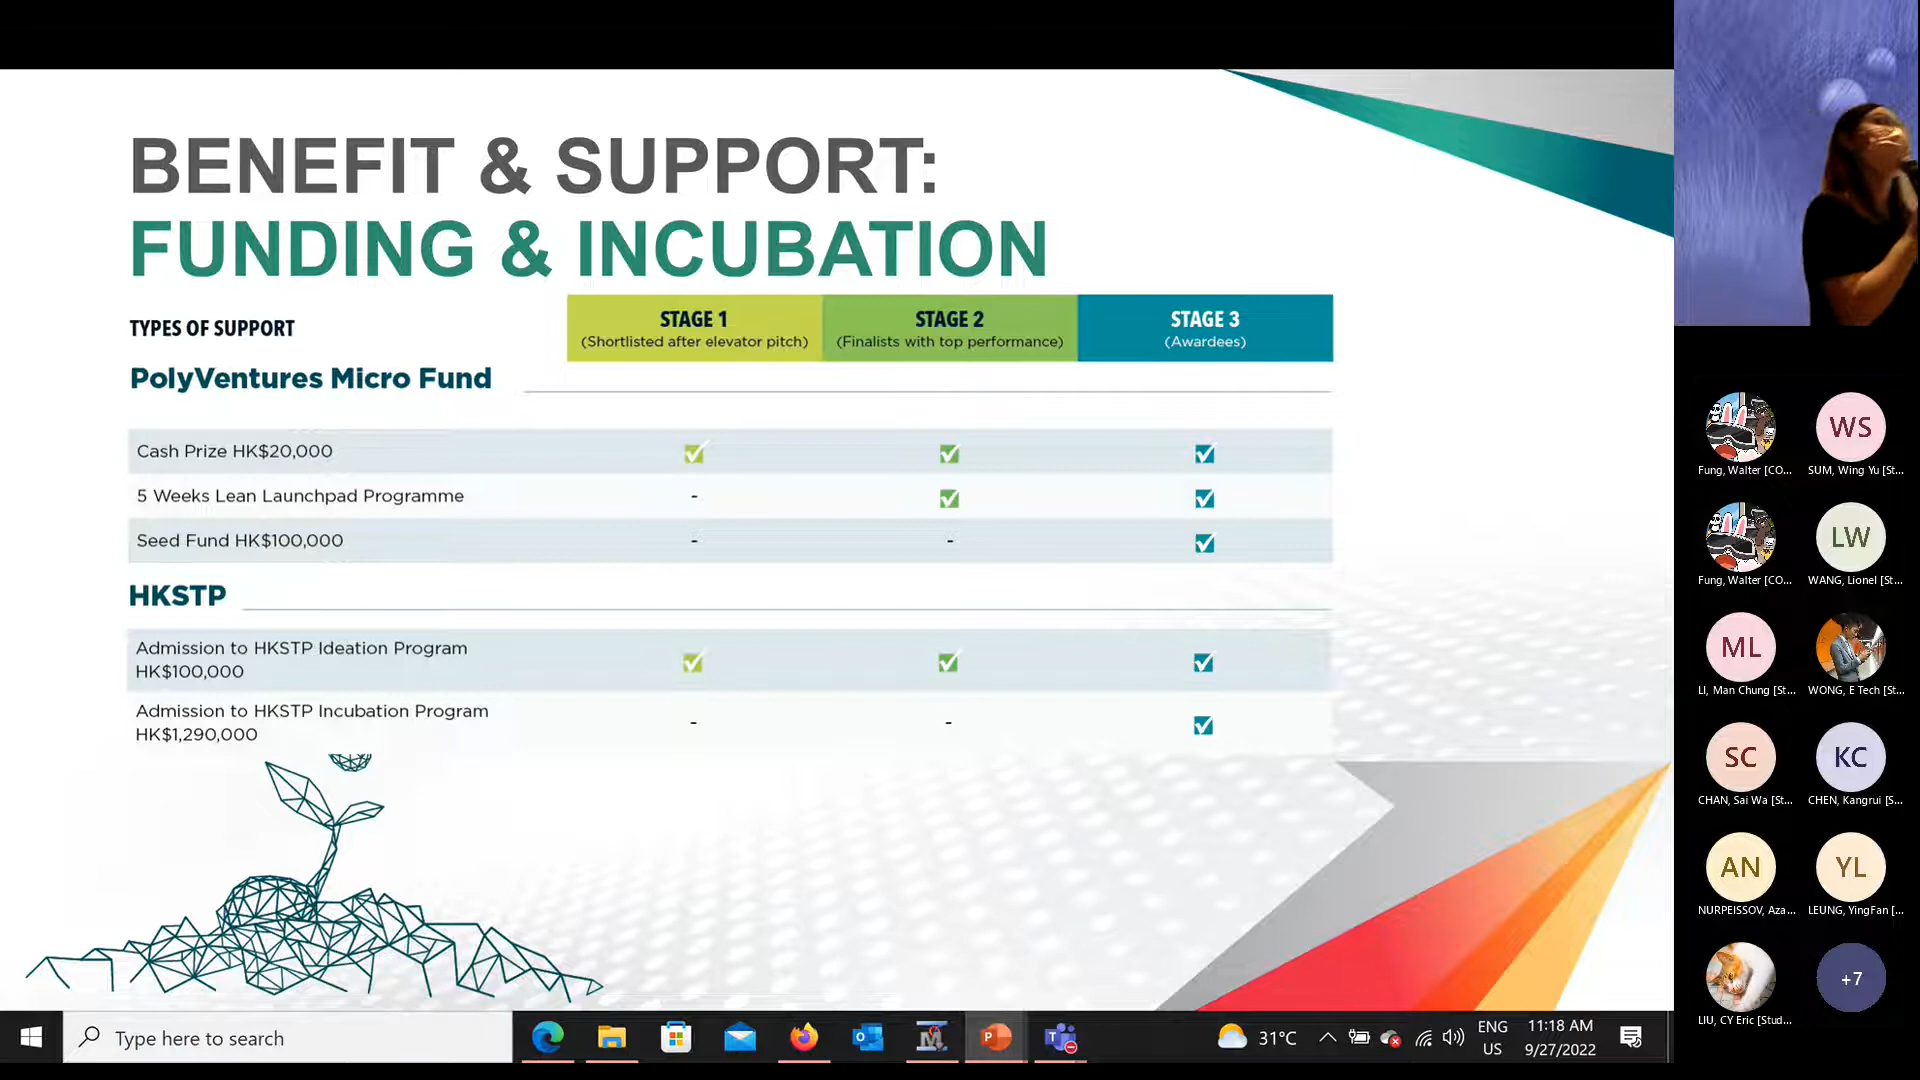 BENEFIT & SUPPORT:
FUNDING & INCUBATION
TYPES OF SUPPORT
STAGE 1
(Shortlisted after elevator pitch)
STAGE 2
(Finalists with top performance)
STAGE 3
(Awardees)
PolyVentures Micro Fund
Cash Prize HK$20,000
5 Weeks Lean Launchpad Programme
-
Seed Fund HK$100,000
-
-
HKSTP
Admission to HKSTP Ideation Program
HK$100,000
Admission to HKSTP Incubation Program
HK$1,290,000
-
-
WS
Fung, Walter [CO...
SUM, Wing Yu [St...
LW
Fung, Walter [CO...
WANG, Lionel [St...
ML
LI, Man Chung [St...
WONG, E Tech [St...
SC
KC
CHAN, Sai Wa [St...
CHEN, Kangrui [S...
AN
YL
NURPEISSOV, Aza...
LEUNG, YingFan [...
+7
LIU, CY Eric [Stud...
Type here to search
31°C
ENG
US
11:18 AM
9/27/2022